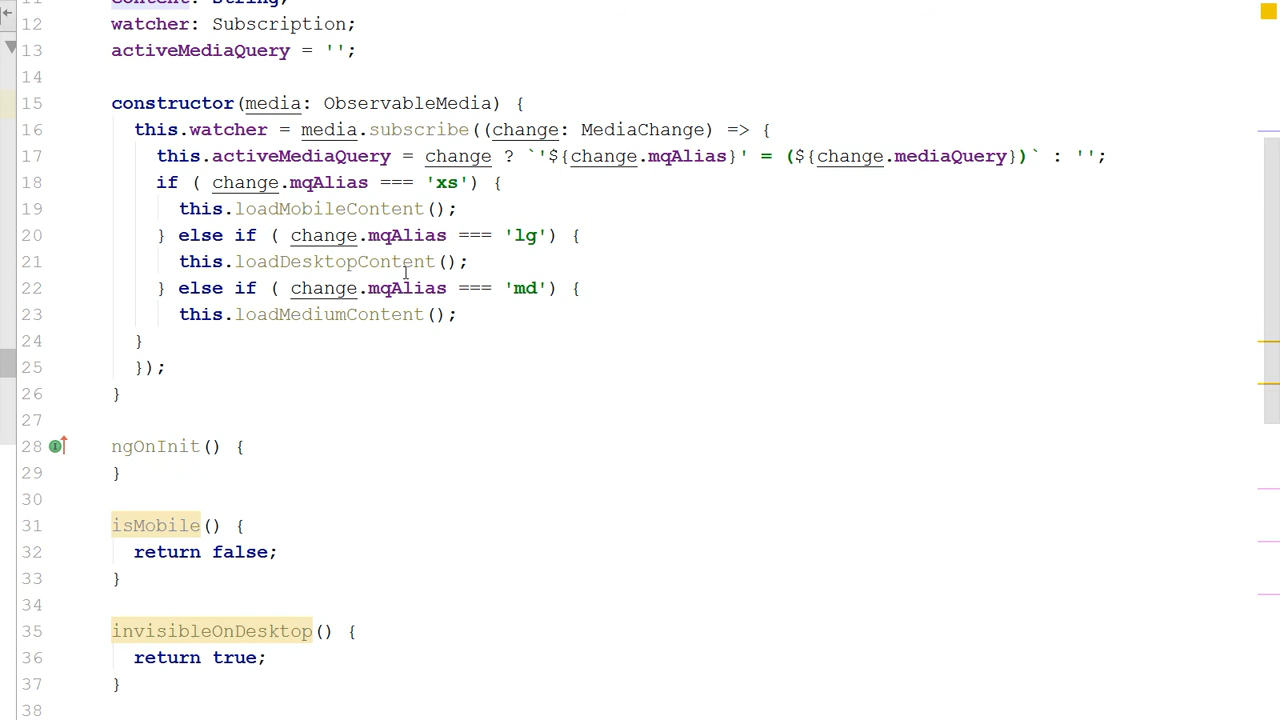 11 content: String;
12 watcher: Subscription;
13 activeMediaQuery = '';
14
15 constructor(media: ObservableMedia) {
16 this.watcher = media.subscribe((change: MediaChange) => {
17 this.activeMediaQuery = change ? `'${change.mqAlias}' = (${change.mediaQuery})` : '';
18 if ( change.mqAlias === 'xs') {
19 this.loadMobileContent();
20 } else if ( change.mqAlias === 'lg') {
21 this.loadDesktopContent();
22 } else if ( change.mqAlias === 'md') {
23 this.loadMediumContent();
24 }
25 });
26 }
27
28 ngOnInit() {
29 }
30
31 isMobile() {
32 return false;
33 }
34
35 invisibleOnDesktop() {
36 return true;
37 }
38